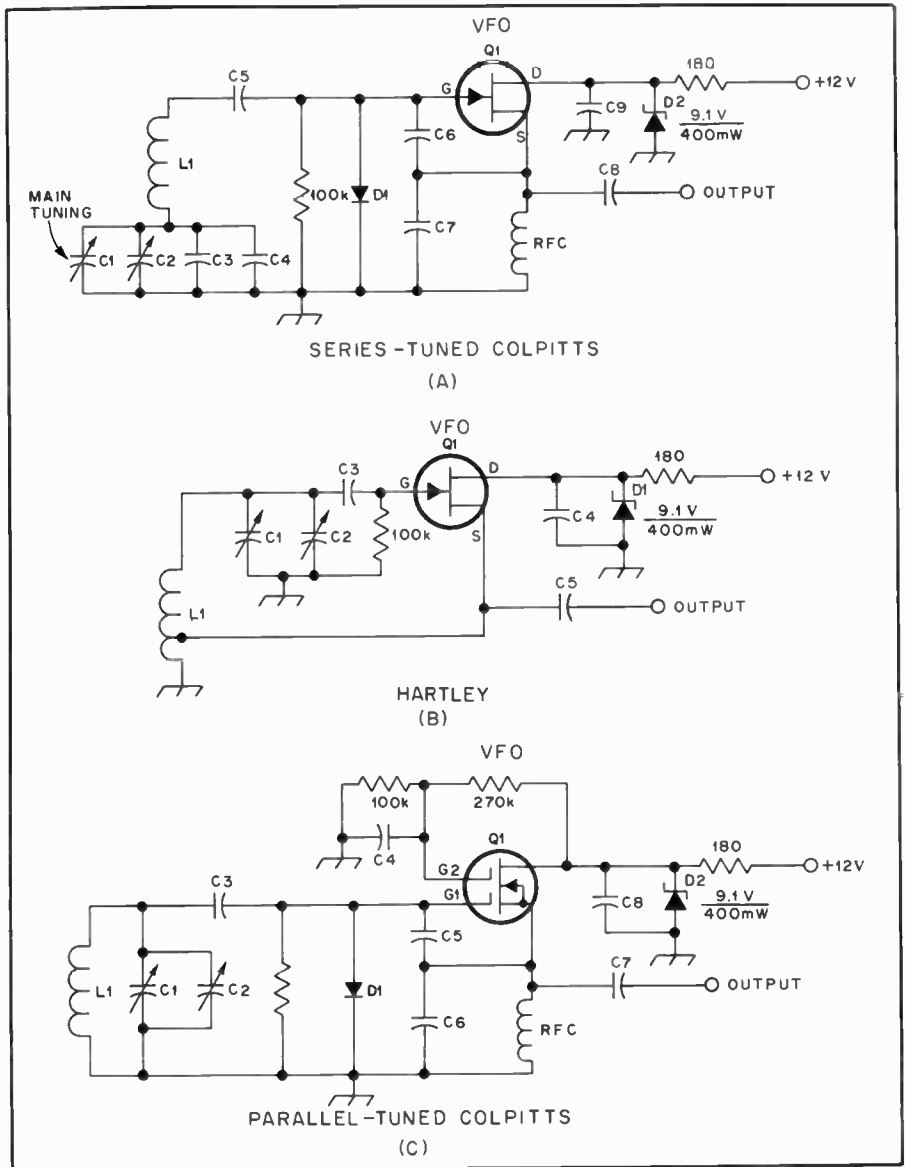 VFO
Q1
C5
G
D
S
180
+12 V
C9
D2
9.1 V
400mW
L1
100k
D1
C6
C7
C8
OUTPUT
RFC
MAIN
TUNING
C1
C2
C3
C4
SERIES-TUNED COLPITTS
(A)
VFO
Q1
C3
G
D
S
180
+12 V
C1
C2
100k
C4
D1
9.1 V
400mW
L1
C5
OUTPUT
HARTLEY
(B)
VFO
100k
270k
C4
Q1
G2
G1
180
+12V
C8
D2
9.1 V
400mW
C3
L1
C1
C2
D1
C5
C6
C7
OUTPUT
RFC
PARALLEL-TUNED COLPITTS
(C)